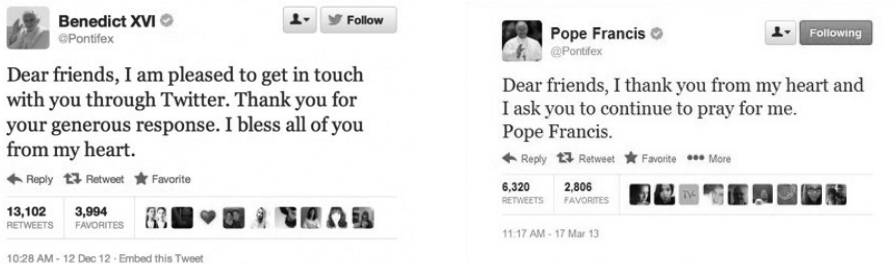 Benedict XVI
@Pontifex
Follow
Dear friends, I am pleased to get in touch
with you through Twitter. Thank you for
your generous response. I bless all of you
from my heart.
Reply Retweet Favorite
13,102 3,994
RETWEETS FAVORITES
10:28 AM - 12 Dec 12 · Embed this Tweet
Pope Francis
@Pontifex
Following
Dear friends, I thank you from my heart and
I ask you to continue to pray for me.
Pope Francis.
Reply Retweet Favorite More
6,320 2,806
RETWEETS FAVORITES
11:17 AM - 17 Mar 13